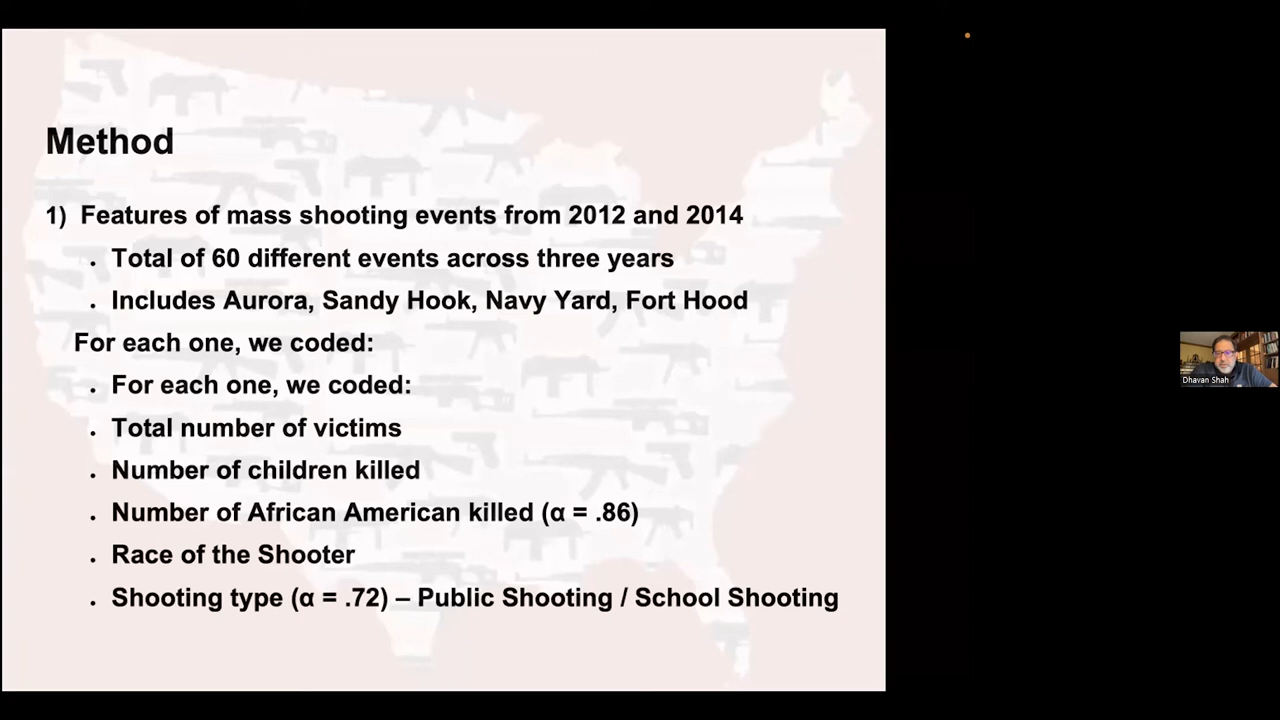 Method
1) Features of mass shooting events from 2012 and 2014
. Total of 60 different events across three years
. Includes Aurora, Sandy Hook, Navy Yard, Fort Hood
For each one, we coded:
. For each one, we coded:
. Total number of victims
. Number of children killed
. Number of African American killed (α = .86)
. Race of the Shooter
. Shooting type (α = .72) – Public Shooting / School Shooting
Dhavan Shah